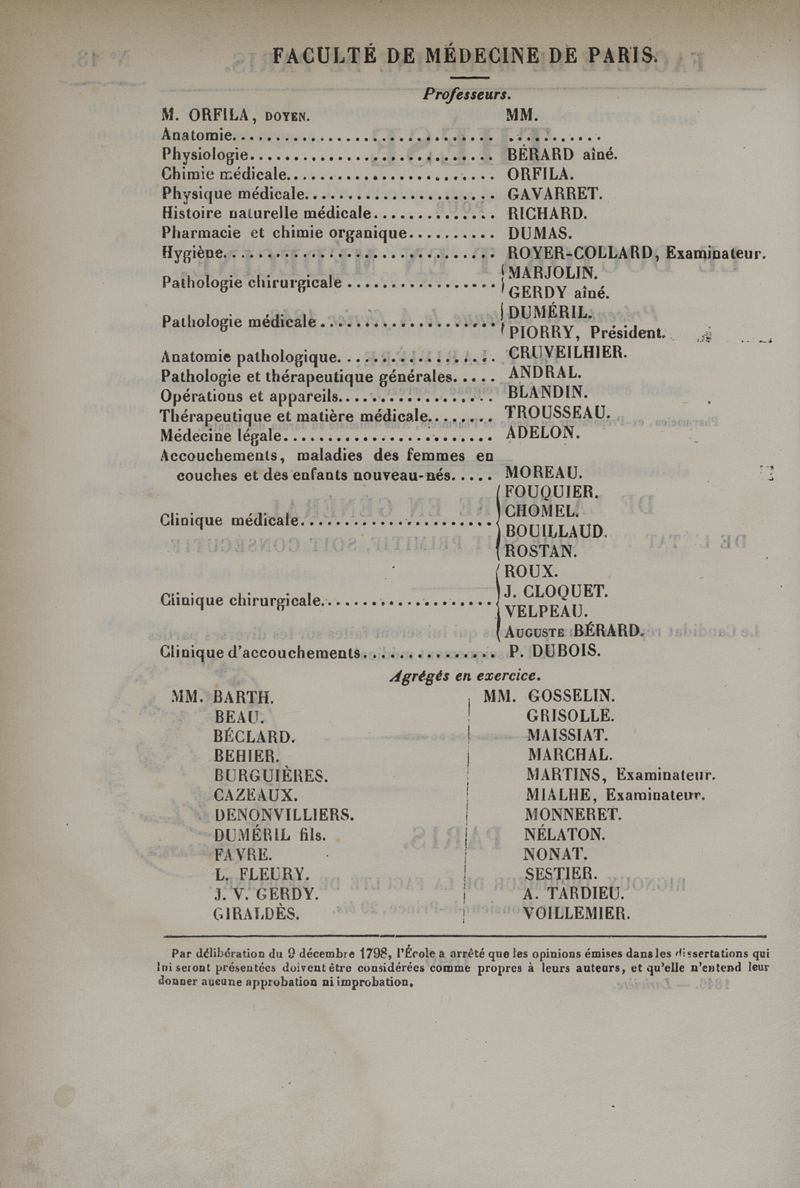 FACULTÉ DE MÉDECINE DE PARIS.
Professeurs.
M. ORFILA, DOYEN. MM.
Anatomie........................... ...........
Physiologie........................... BÉRARD aîné.
Chimie médicale........................ ORFILA.
Physique médicale...................... GAVARRET.
Histoire naturelle médicale.............. RICHARD.
Pharmacie et chimie organique.......... DUMAS.
Hygiène.............................. ROYER-COLLARD, Examinateur.
Pathologie chirurgicale ................. MARJOLIN.
GERDY aîné.
Pathologie médicale.................... DUMÉRIL.
PIORRY, Président.
Anatomie pathologique.................. CRUVEILHIER.
Pathologie et thérapeutique générales..... ANDRAL.
Opérations et appareils.................. BLANDIN.
Thérapeutique et matière médicale........ TROUSSEAU.
Médecine légale........................ ADELON.
Accouchements, maladies des femmes en
couches et des enfants nouveau-nés..... MOREAU.
Clinique médicale...................... FOUQUIER.
CHOMEL.
BOUILLAUD.
ROSTAN.
Clinique chirurgicale.................... ROUX.
J. CLOQUET.
VELPEAU.
AUGUSTE BÉRARD.
Clinique d'accouchements................ P. DUBOIS.
Agrégés en exercice.
MM. BARTH. MM. GOSSELIN.
BEAU. GRISOLLE.
BÉCLARD. MAISSIAT.
BEHIER. MARCHAL.
BURGUIÈRES. MARTINS, Examinateur.
CAZEAUX. MIALHE, Examinateur.
DENONVILLIERS. MONNERET.
DUMÉRIL fils. NÉLATON.
FAVRE. NONAT.
L. FLEURY. SESTIER.
J. V. GERDY. A. TARDIEU.
GIRALDÈS. VOILLEMIER.
Par délibération du 9 décembre 1798, l'École a arrêté que les opinions émises dans les dissertations qui
lui seront présentées doivent être considérées comme propres à leurs auteurs, et qu'elle n'entend leur
donner aucune approbation ni improbation.